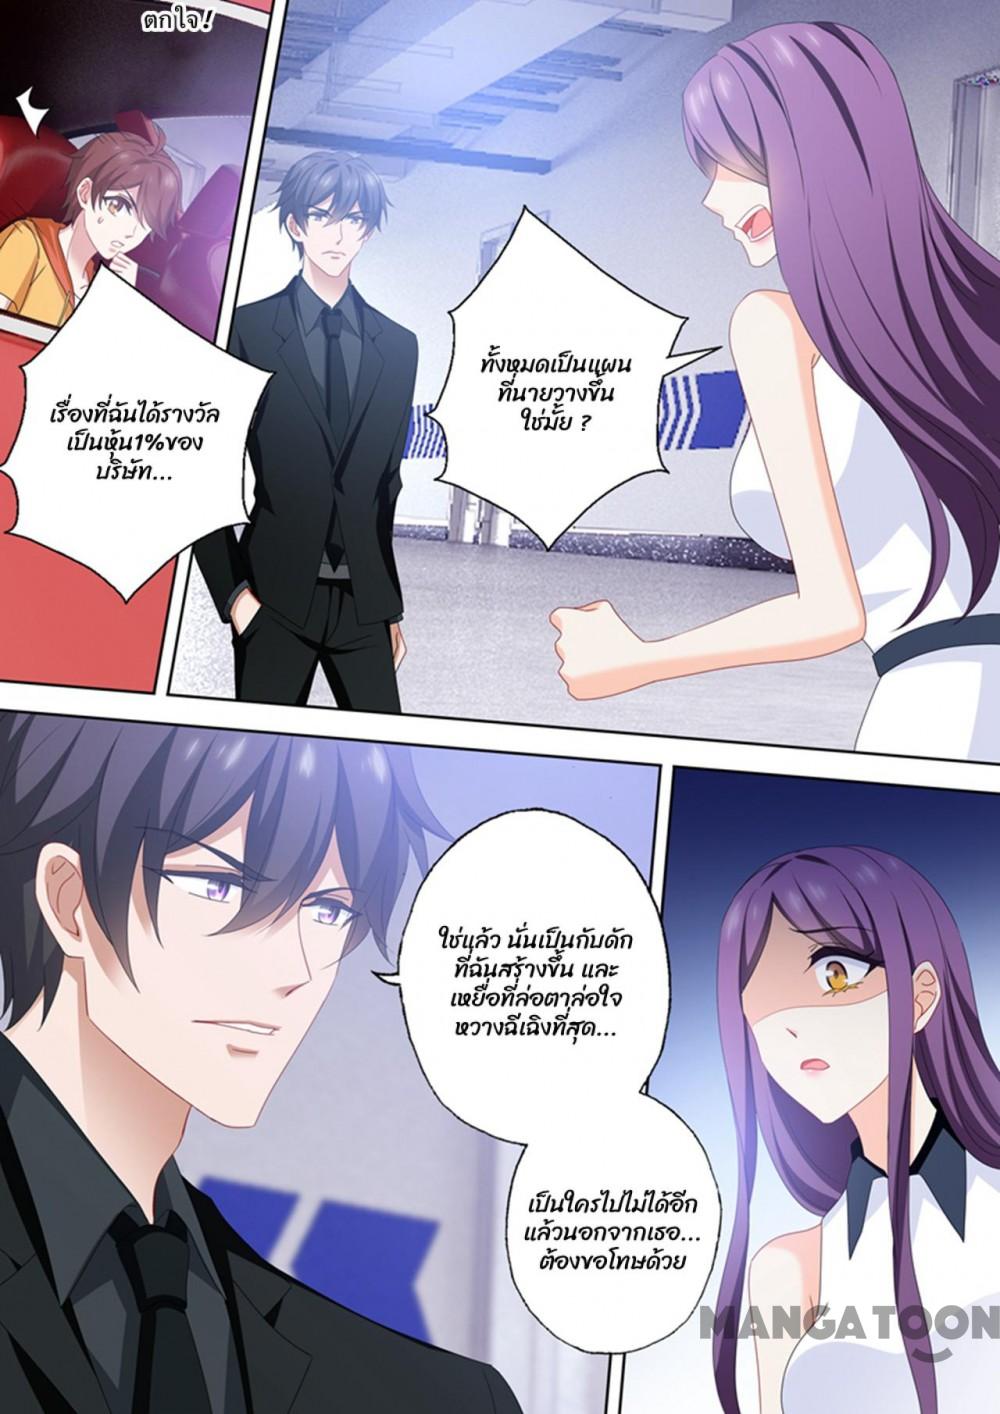 ตกใจ!
เรื่องที่ฉันได้รางวัล
เป็นหุ้น1%ของ
บริษัท...
ทั้งหมดเป็นแผน
ที่นายวางขึ้น
ใช่มั้ย ?
ใช่แล้ว นั่นเป็นกับดัก
ที่ฉันสร้างขึ้น และ
เหยื่อที่ล่อตาล่อใจ
หวางฉีเฉิงที่สุด...
เป็นใครไปไม่ได้อีก
แล้วนอกจากเธอ...
ต้องขอโทษด้วย
MANGATOON